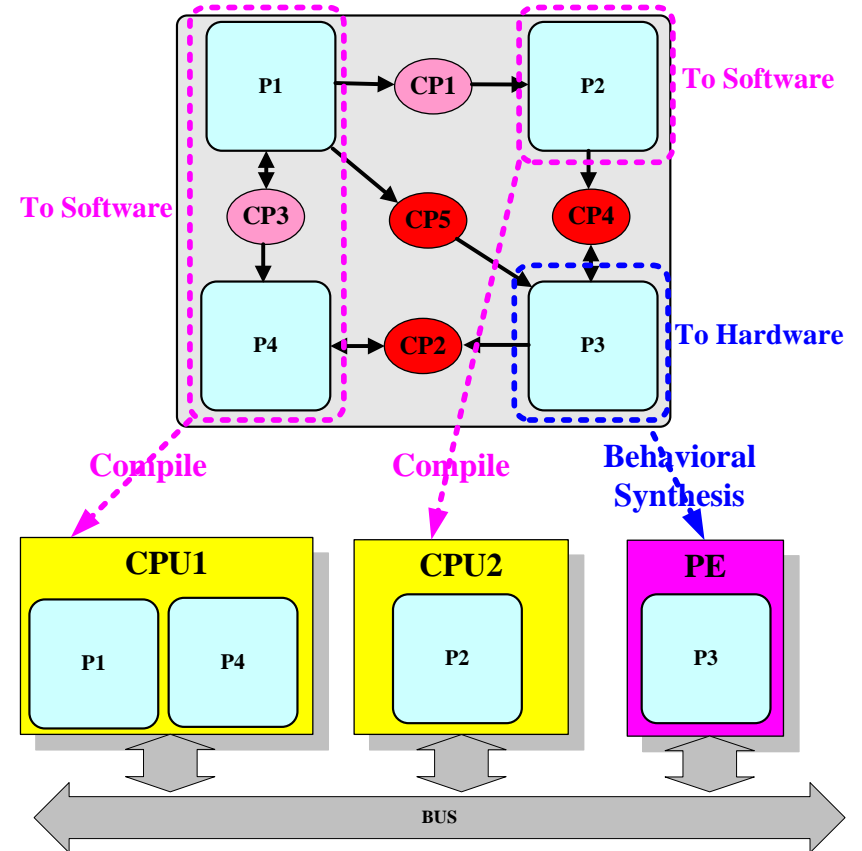 P1
CP1
P2
To Software
To Software
CP3
CP5
CP4
P4
CP2
P3
To Hardware
Compile
Compile
Behavioral
Synthesis
CPU1
CPU2
PE
P1
P4
P2
P3
BUS